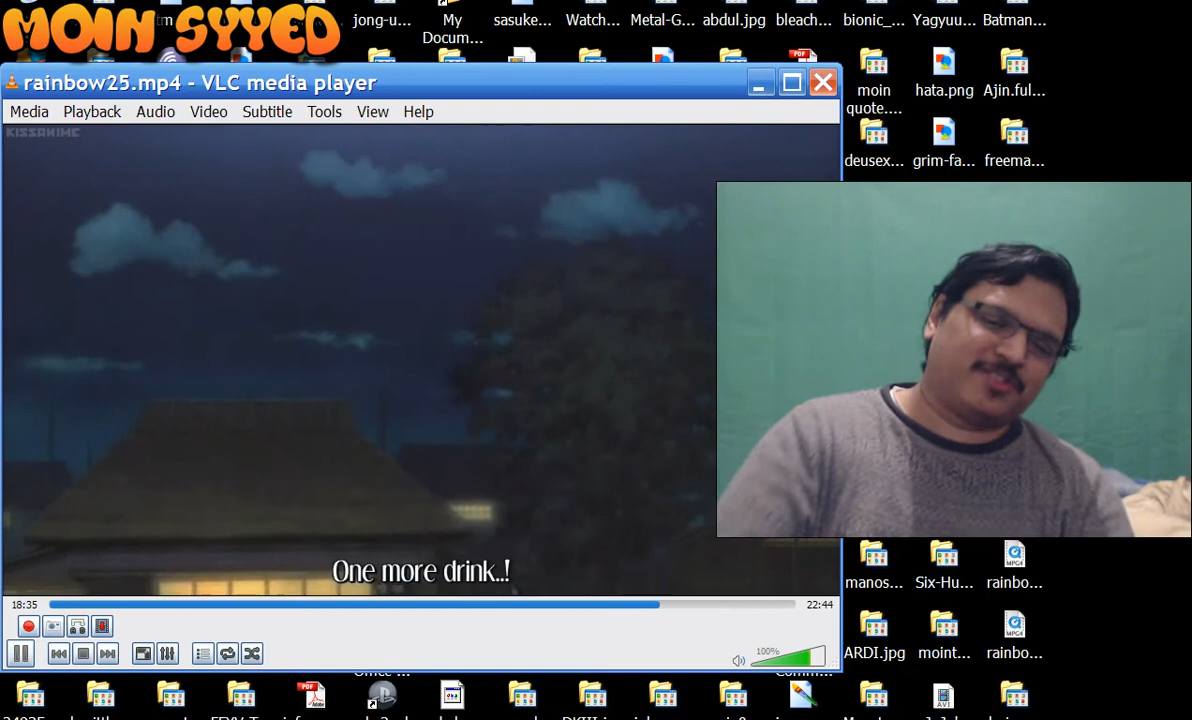 jong-u...
My Docum...
sasuke...
Watch...
Metal-G...
abdul.jpg
bleach...
bionic_...
Yagyuu...
Batman...
MOIN SYYED
rainbow25.mp4 - VLC media player
Media Playback Audio Video Subtitle Tools View Help
KISSANIME
moin quote....
hata.png
Ajin.ful...
deusex...
grim-fa...
freema...
One more drink..!
18:35
22:44
100%
manos...
Six-Hu...
rainbo...
ARDI.jpg
moint...
rainbo...
Office ...